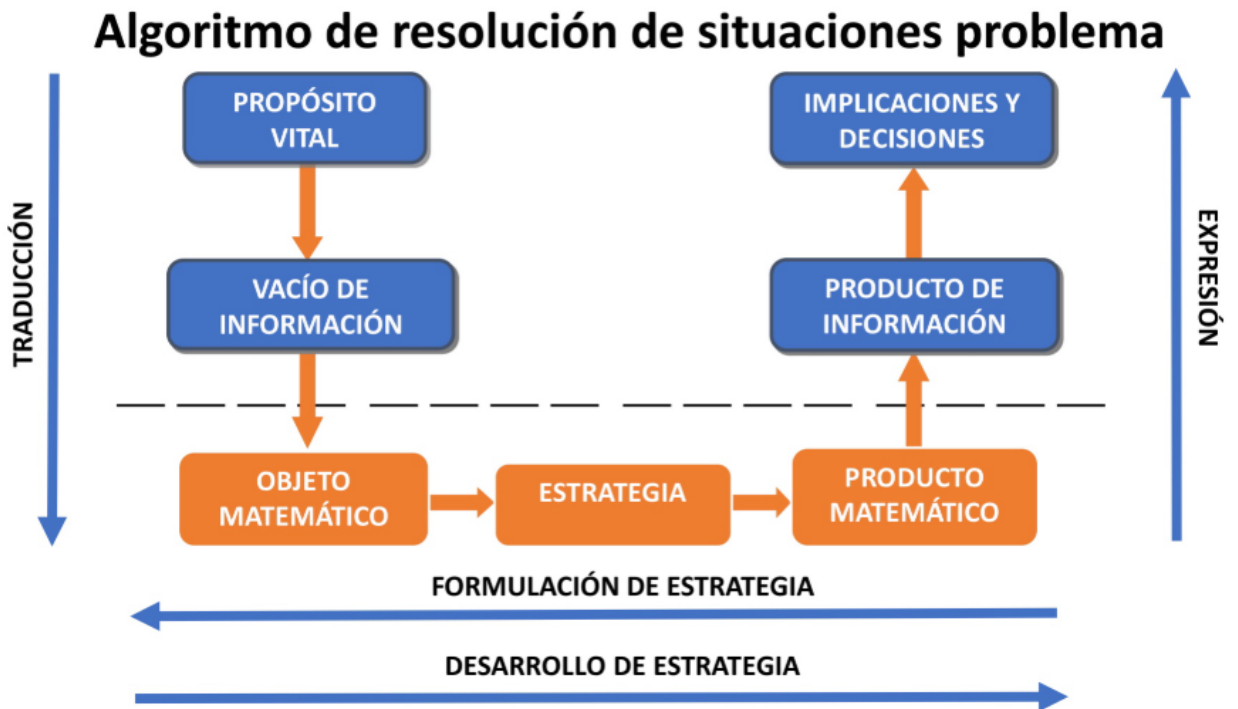 Algoritmo de resolución de situaciones problema
TRADUCCIÓN
PROPÓSITO
VITAL
VACÍO DE
INFORMACIÓN
OBJETO
MATEMÁTICO
ESTRATEGIA
PRODUCTO
MATEMÁTICO
PRODUCTO DE
INFORMACIÓN
IMPLICACIONES Y
DECISIONES
EXPRESIÓN
FORMULACIÓN DE ESTRATEGIA
DESARROLLO DE ESTRATEGIA